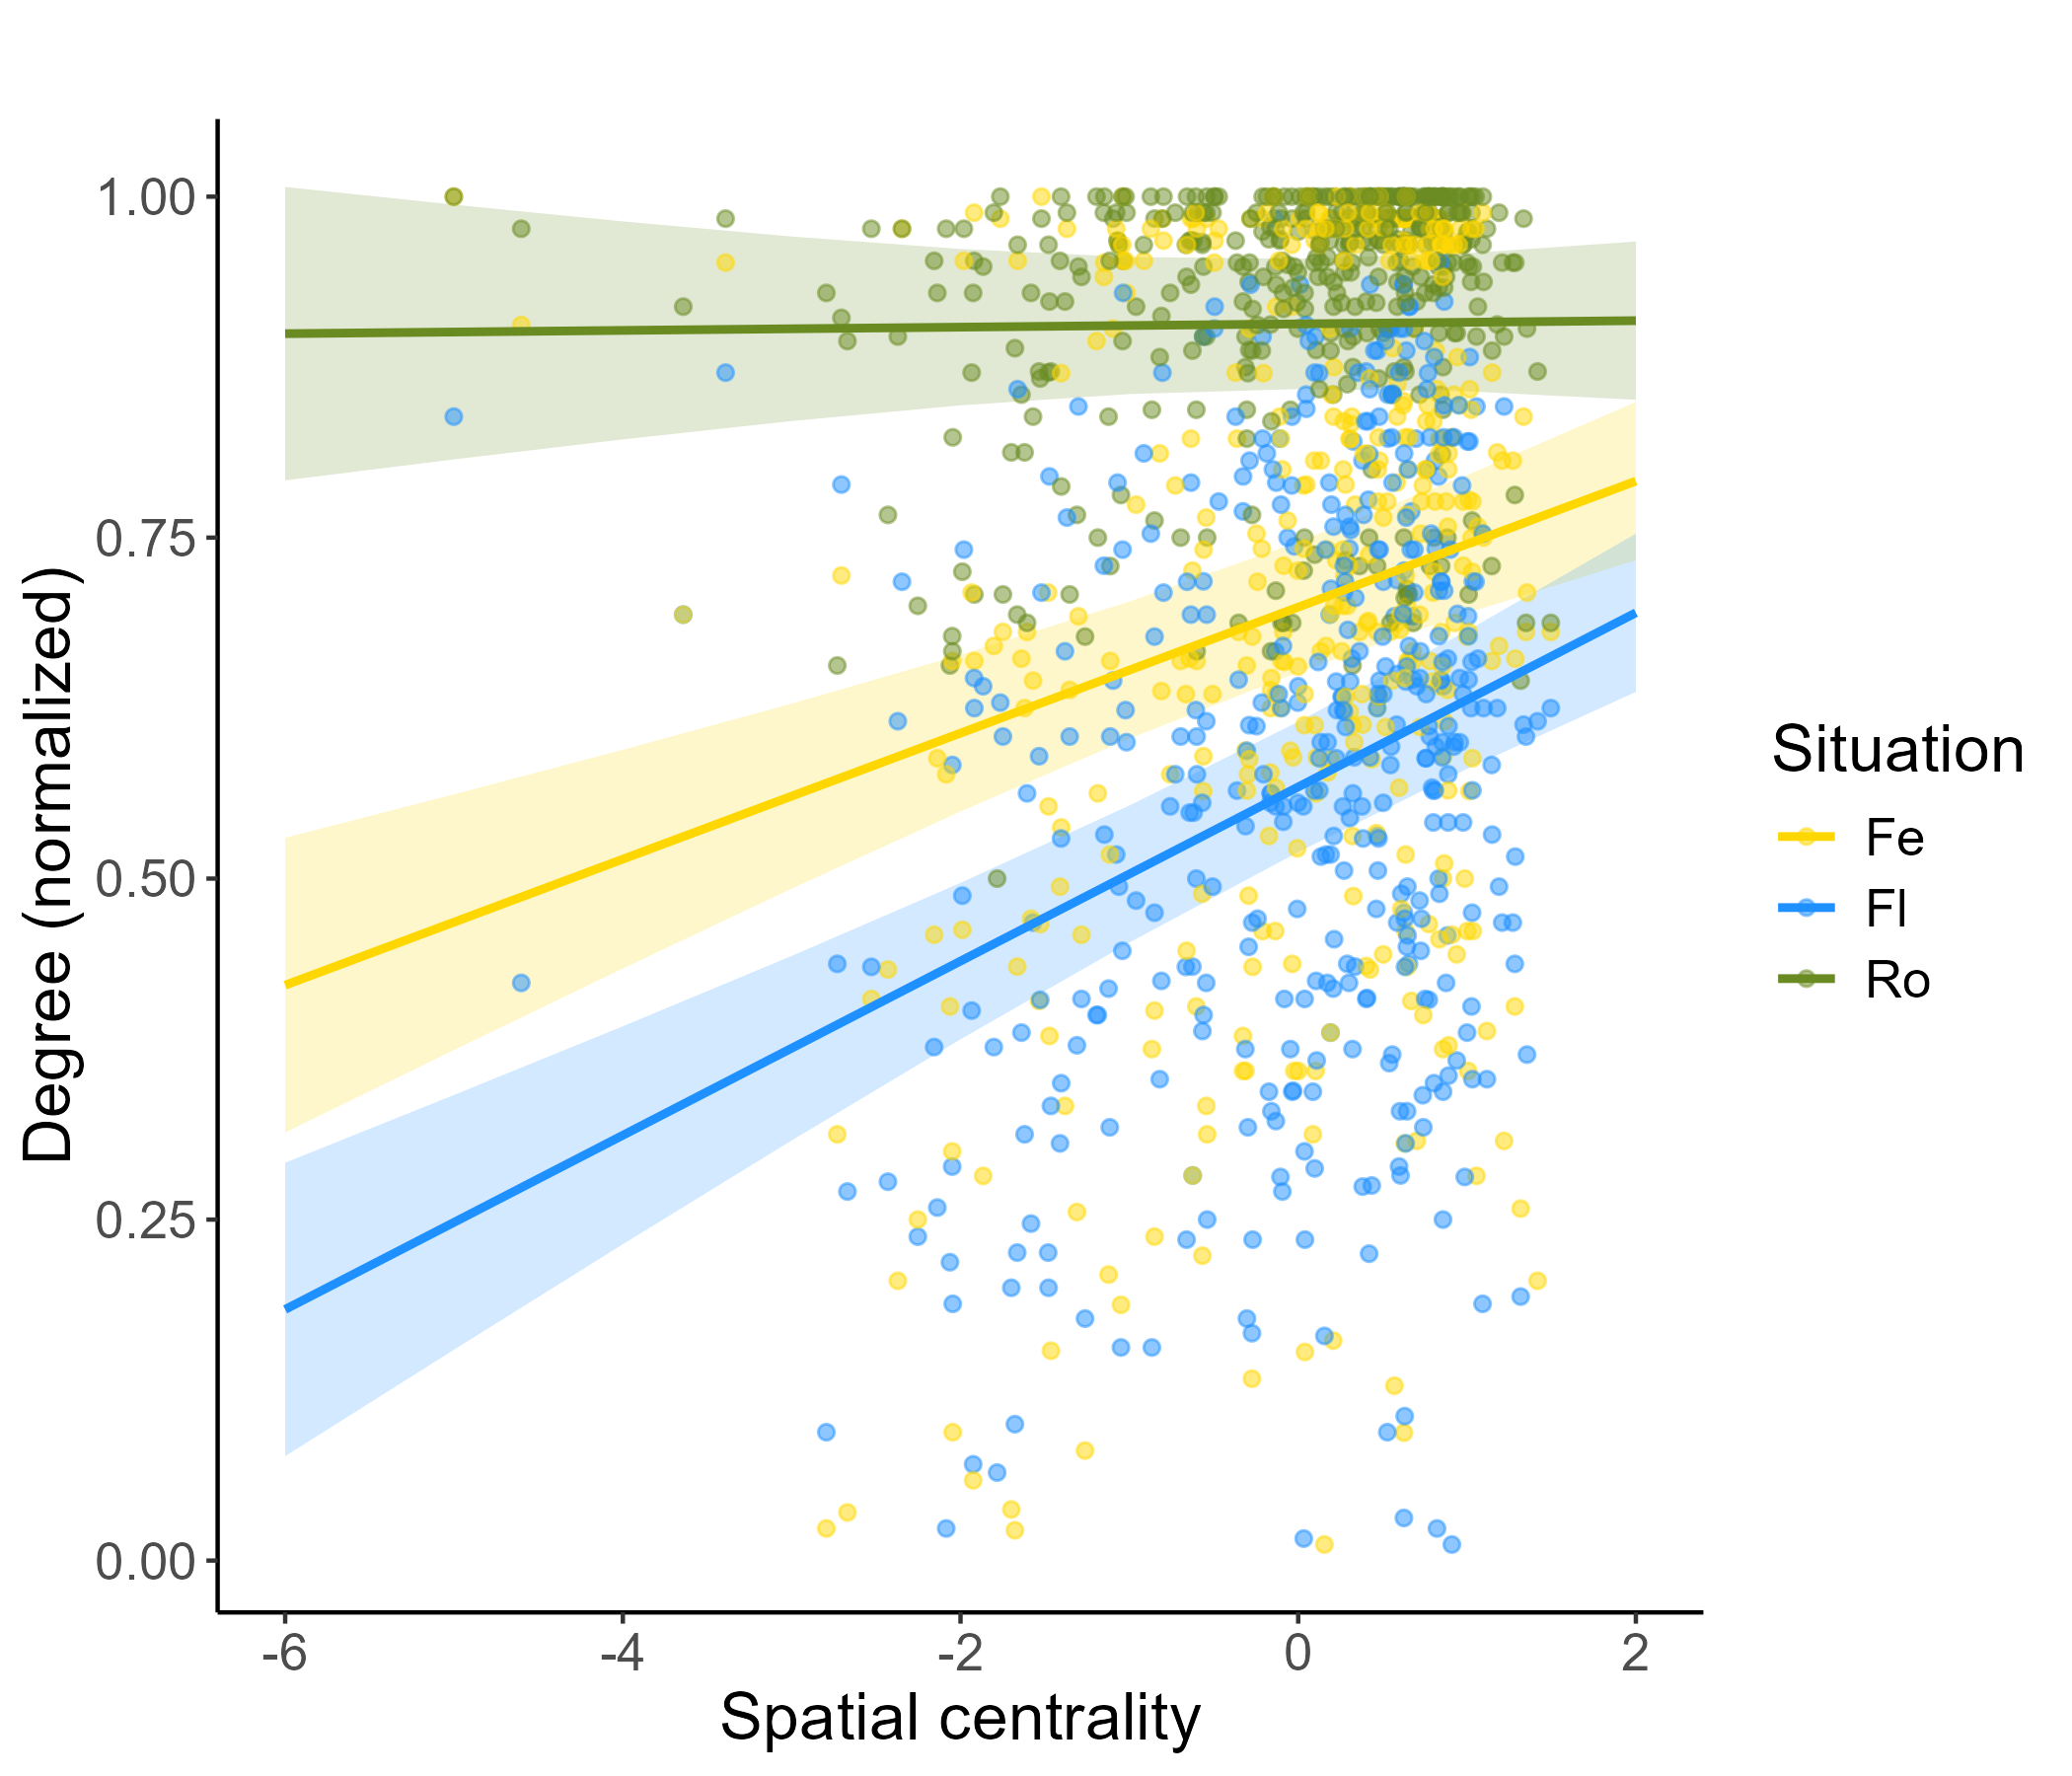 1.00
0.75
0.50
0.25
0.00
Degree (normalized)
-6
-4
-2
0
2
Spatial centrality
Situation
Fe
Fl
Ro